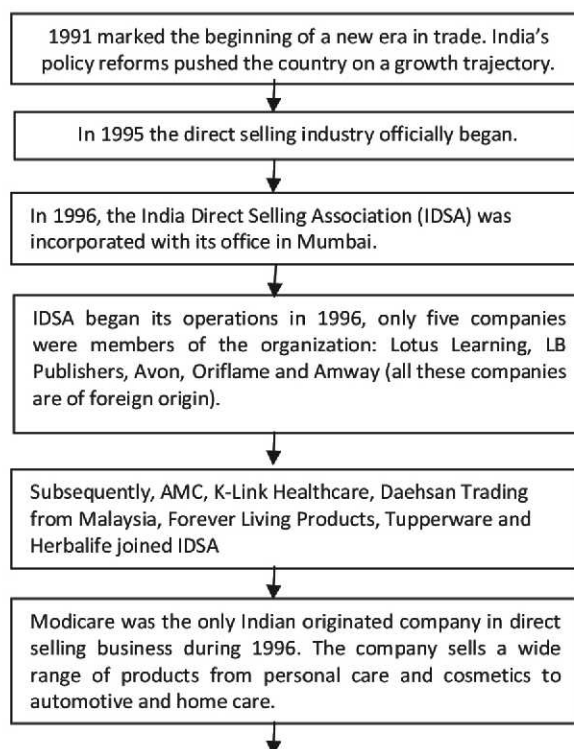 1991 marked the beginning of a new era in trade. India's
policy reforms pushed the country on a growth trajectory.
In 1995 the direct selling industry officially began.
In 1996, the India Direct Selling Association (IDSA) was
incorporated with its office in Mumbai.
IDSA began its operations in 1996, only five companies
were members of the organization: Lotus Learning, LB
Publishers, Avon, Oriflame and Amway (all these companies
are of foreign origin).
Subsequently, AMC, K-Link Healthcare, Daehsan Trading
from Malaysia, Forever Living Products, Tupperware and
Herbalife joined IDSA
Modicare was the only Indian originated company in direct
selling business during 1996. The company sells a wide
range of products from personal care and cosmetics to
automotive and home care.